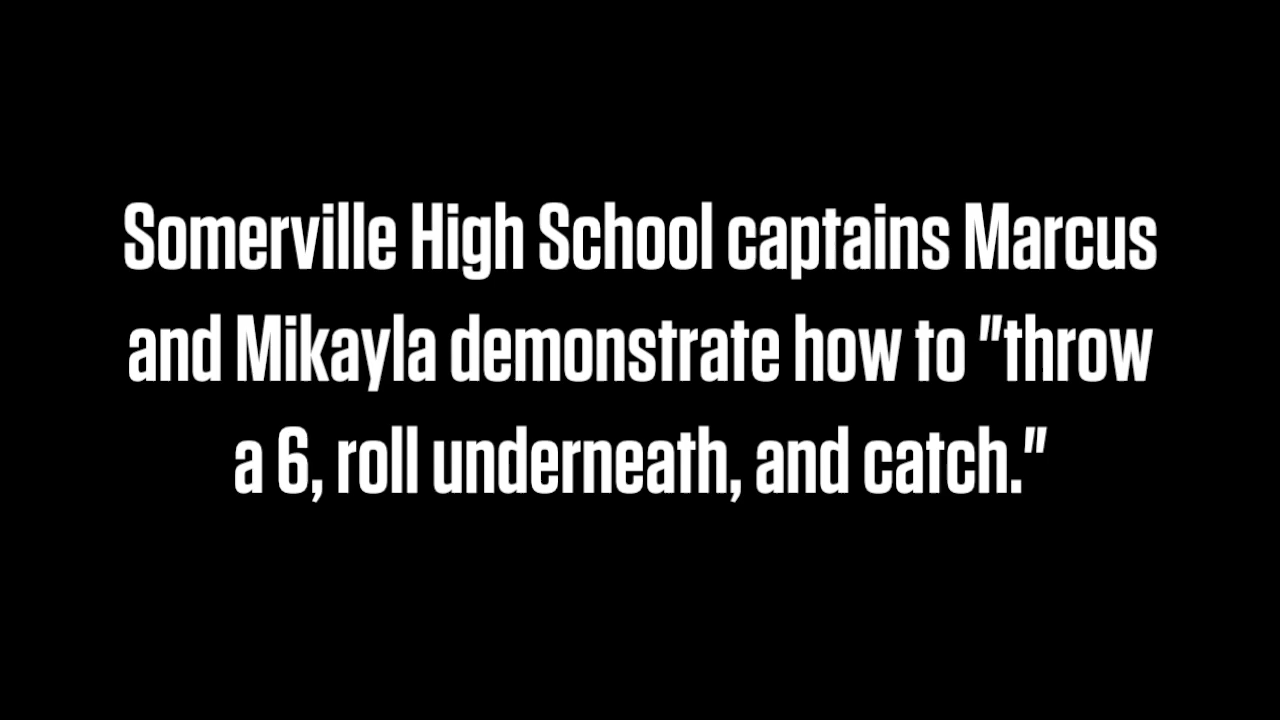 Somerville High School captains Marcus
and Mikayla demonstrate how to "throw
a 6, roll underneath, and catch."